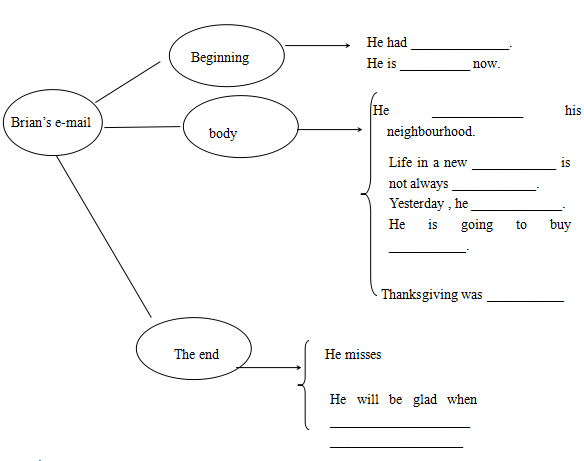 Brian's e-mail
Beginning
He had ______________.
He is __________ now.
body
He _____________ his
neighbourhood.
Life in a new ____________ is
not always ____________.
Yesterday , he _____________.
He is going to buy
___________.
Thanksgiving was ___________
The end
He misses
He will be glad when
____________________
___________________